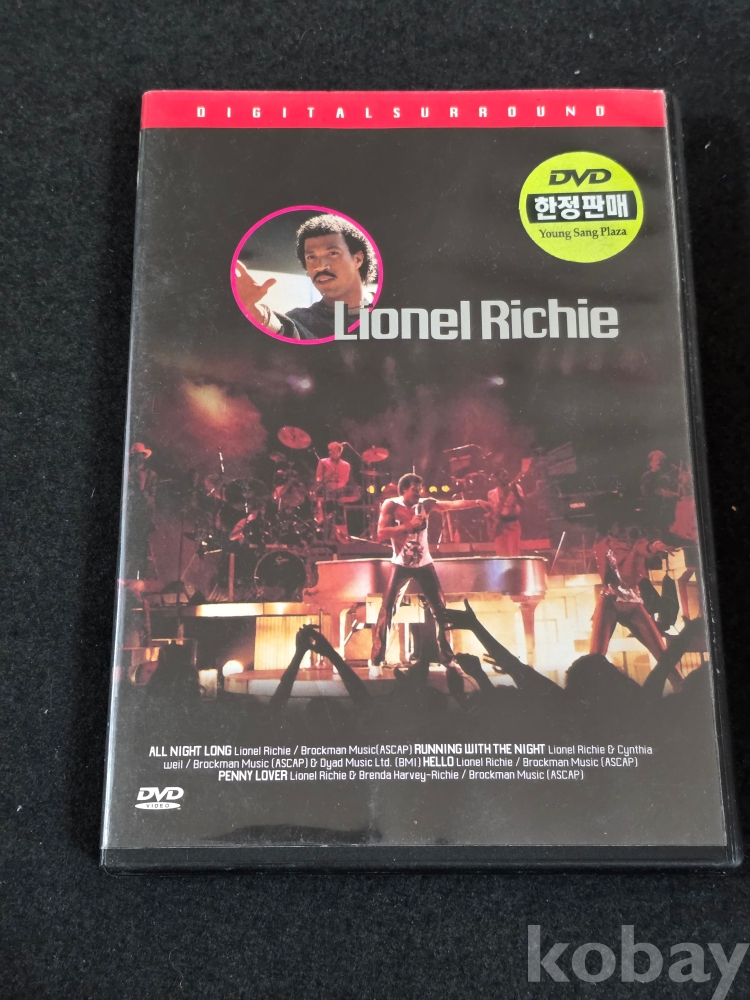 DIGITALSURROUND
DVD
한정판매
Young Sang Plaza
Lionel Richie
ALL NIGHT LONG Lionel Richie / Brockman Music(ASCAP) RUNNING WITH THE NIGHT Lionel Richie & Cynthia
weil / Brockman Music (ASCAP) & Dyad Music Ltd. (BMI) HELLO Lionel Richie / Brockman Music (ASCAP)
PENNY LOVER Lionel Richie & Brenda Harvey-Richie / Brockman Music (ASCAP)
DVD
VIDEO
kobay